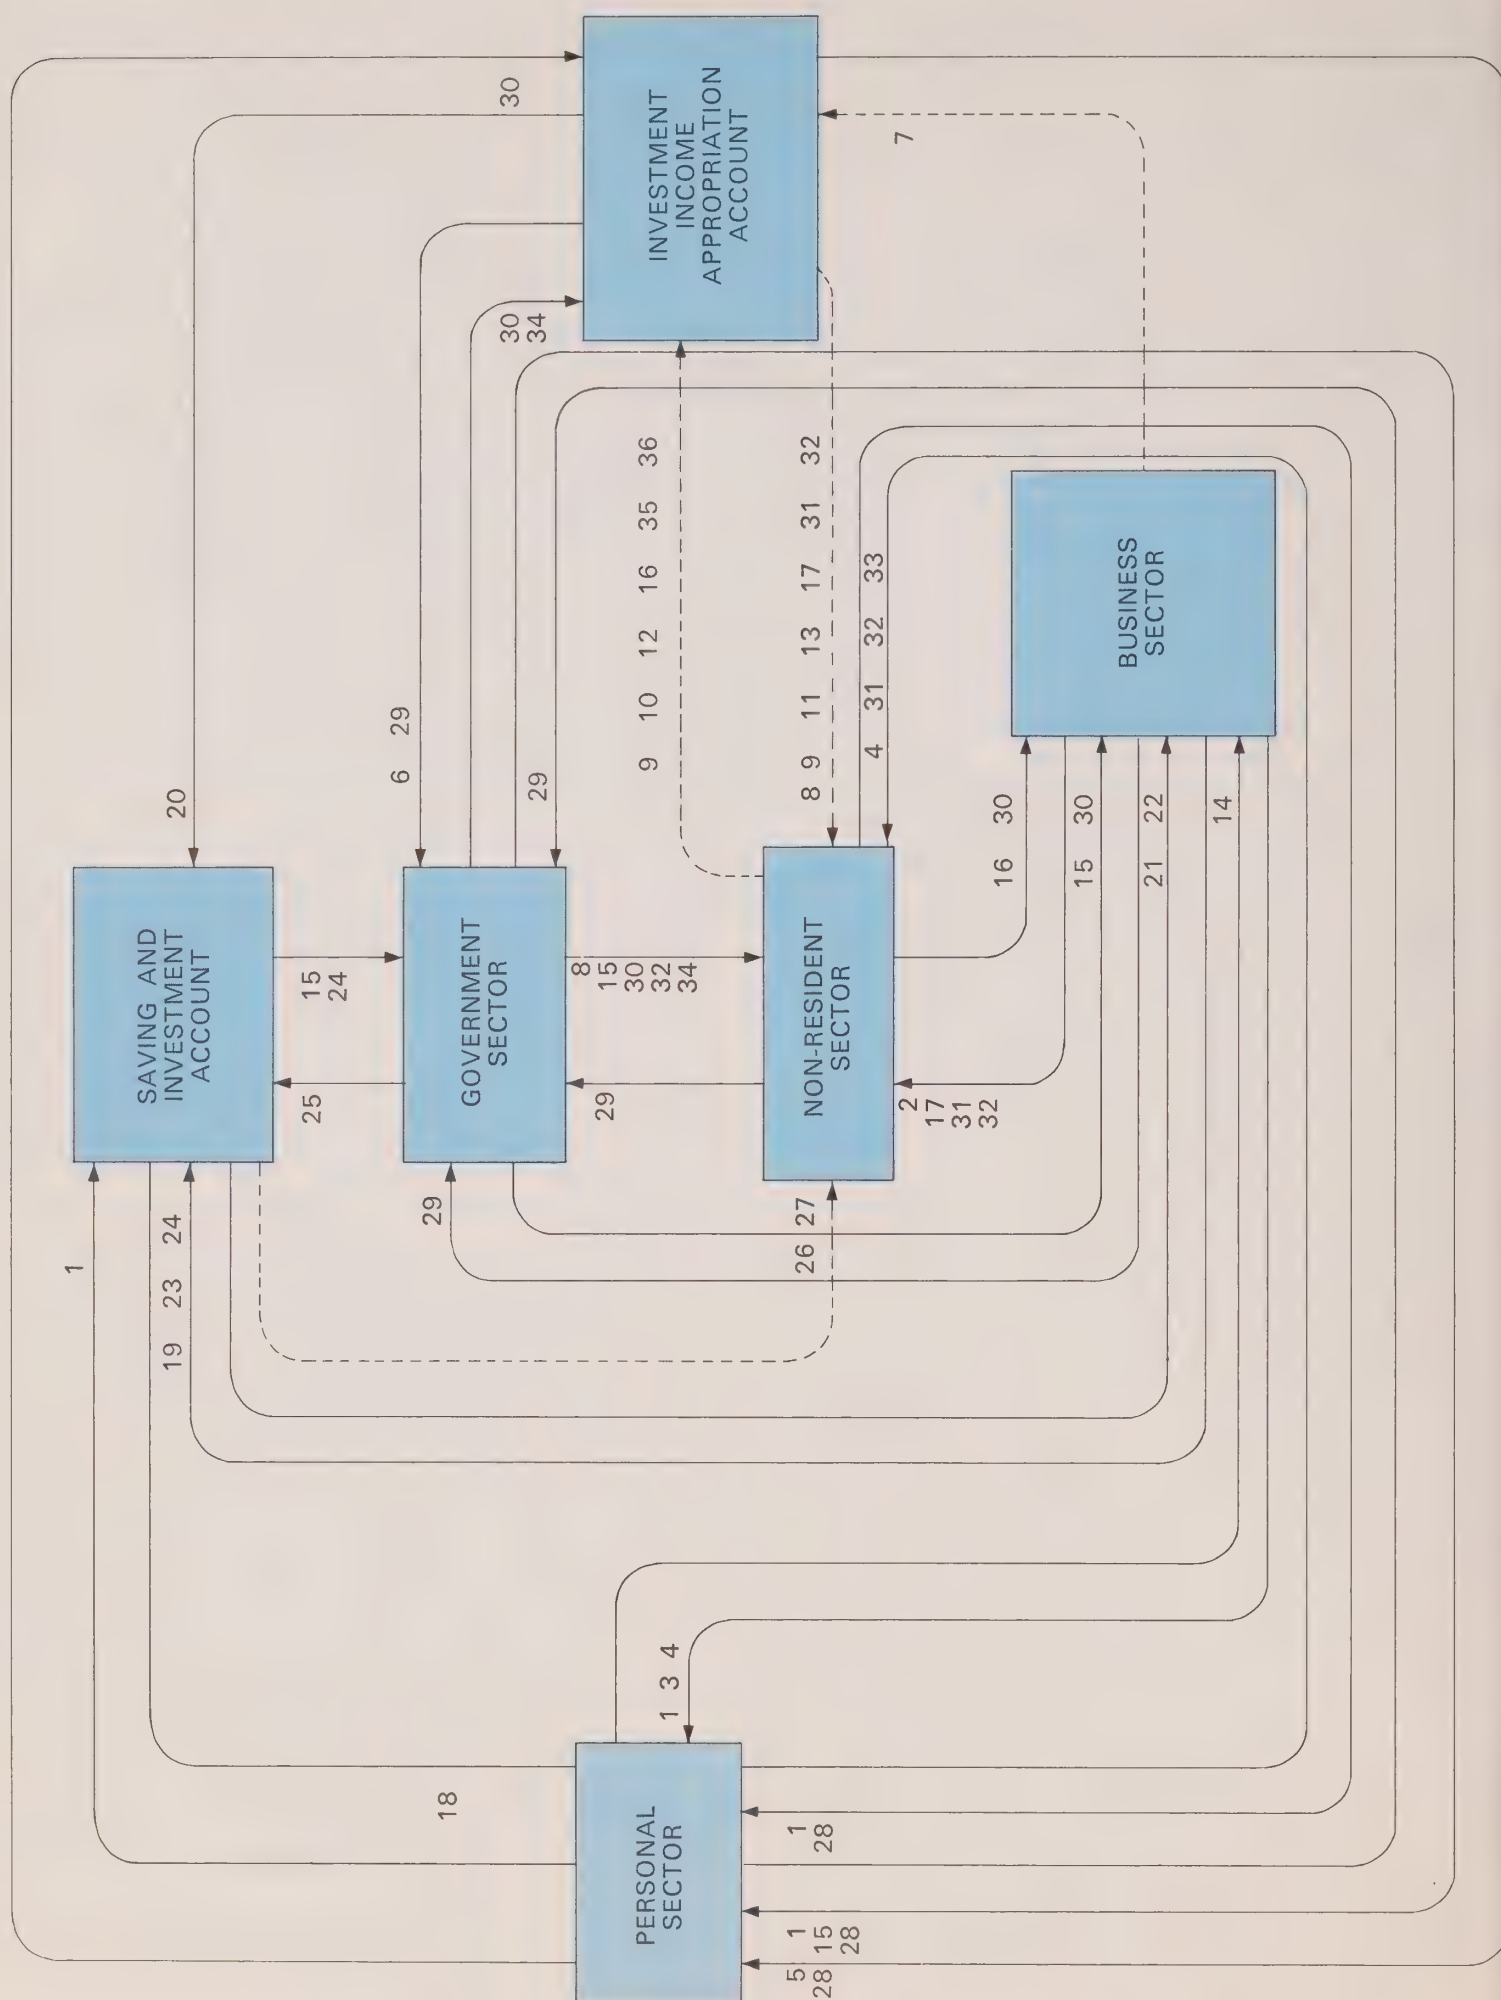 SAVING AND
INVESTMENT
ACCOUNT
GOVERNMENT
SECTOR
NON-RESIDENT
SECTOR
INVESTMENT
INCOME
APPROPRIATION
ACCOUNT
BUSINESS
SECTOR
PERSONAL
SECTOR
1
19 23 24
18
20
30
15
24
25
6 29
30
34
29
29
8
15
30
32
34
29
9 10 12 16 35 36
8 9 11 13 17 31 32
4 31 32 33
26 27
7
2
17
31
32
16 30
15 30
21 22
14
1 3 4
1
28
1
15
28
5
28